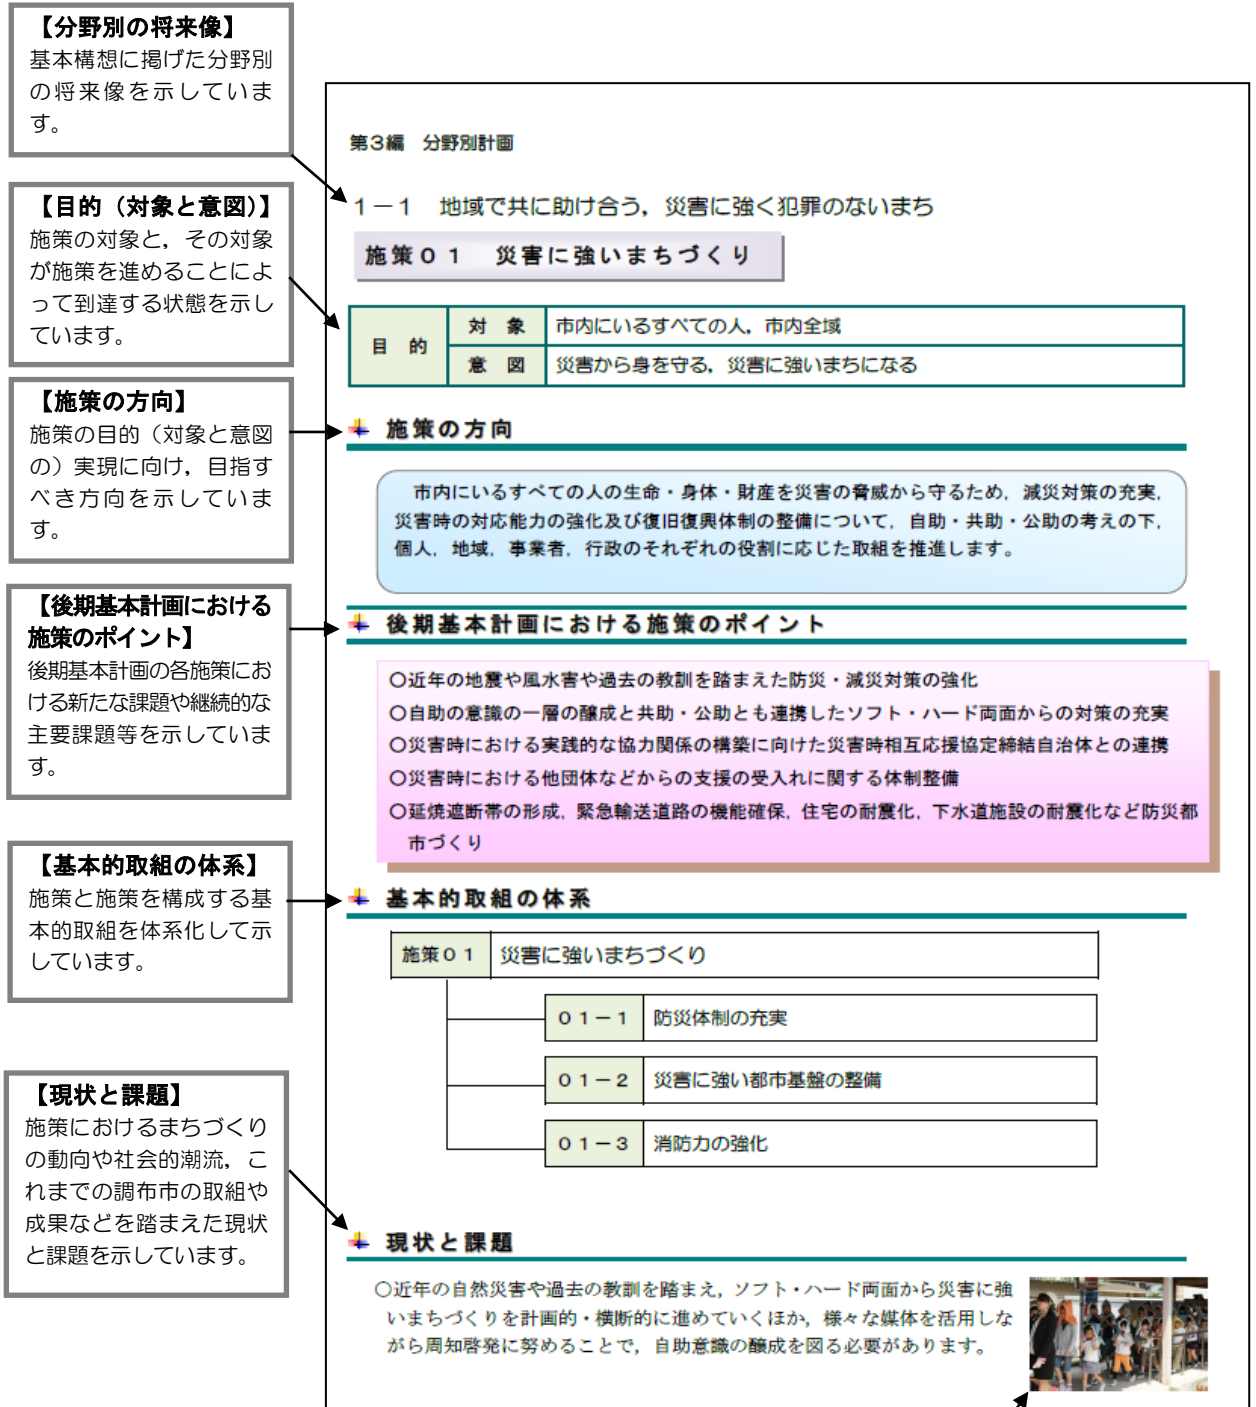 【分野別の将来像】
基本構想に掲げた分野別
の将来像を示していま
す。
【目的（対象と意図）】
施策の対象と，その対象
が施策を進めることによ
って到達する状態を示し
ています。
【施策の方向】
施策の目的（対象と意図
の）実現に向け，目指す
べき方向を示していま
す。
【後期基本計画における
施策のポイント】
後期基本計画の各施策にお
ける新たな課題や継続的な
主要課題等を示していま
す。
【基本的取組の体系】
施策と施策を構成する基
本的取組を体系化して示
しています。
【現状と課題】
施策におけるまちづくり
の動向や社会的潮流，こ
れまでの調布市の取組や
成果などを踏まえた現状
と課題を示しています。
第３編　分野別計画
１－１　地域で共に助け合う，災害に強く犯罪のないまち
施策０１　災害に強いまちづくり
目　的
対　象　市内にいるすべての人，市内全域
意　図　災害から身を守る，災害に強いまちになる
施策の方向
市内にいるすべての人の生命・身体・財産を災害の脅威から守るため，減災対策の充実，
災害時の対応能力の強化及び復旧復興体制の整備について，自助・共助・公助の考えの下，
個人，地域，事業者，行政のそれぞれの役割に応じた取組を推進します。
後期基本計画における施策のポイント
○近年の地震や風水害や過去の教訓を踏まえた防災・減災対策の強化
○自助の意識の一層の醸成と共助・公助とも連携したソフト・ハード両面からの対策の充実
○災害時における実践的な協力関係の構築に向けた災害時相互応援協定締結自治体との連携
○災害時における他団体などからの支援の受入れに関する体制整備
○延焼遮断帯の形成，緊急輸送道路の機能確保，住宅の耐震化，下水道施設の耐震化など防災都
市づくり
基本的取組の体系
施策０１　災害に強いまちづくり
０１－１　防災体制の充実
０１－２　災害に強い都市基盤の整備
０１－３　消防力の強化
現状と課題
○近年の自然災害や過去の教訓を踏まえ，ソフト・ハード両面から災害に強
いまちづくりを計画的・横断的に進めていくほか，様々な媒体を活用しな
がら周知啓発に努めることで，自助意識の醸成を図る必要があります。